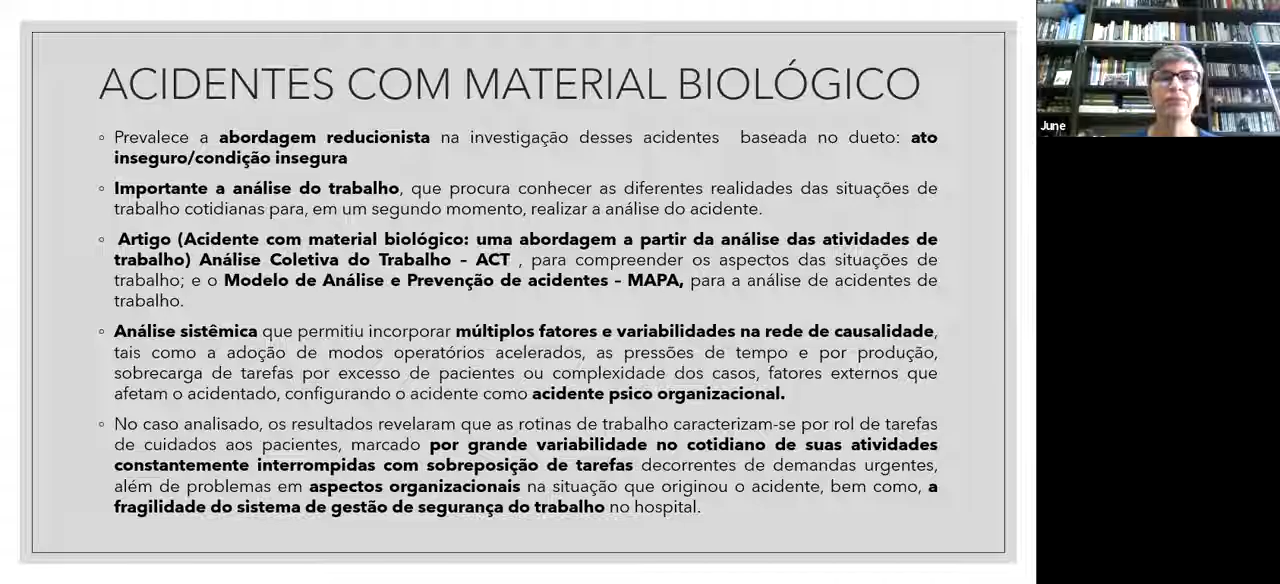 ACIDENTES COM MATERIAL BIOLÓGICO
◦ Prevalece a abordagem reducionista na investigação desses acidentes baseada no dueto: ato
inseguro/condição insegura
◦ Importante a análise do trabalho, que procura conhecer as diferentes realidades das situações de
trabalho cotidianas para, em um segundo momento, realizar a análise do acidente.
◦ Artigo (Acidente com material biológico: uma abordagem a partir da análise das atividades de
trabalho) Análise Coletiva do Trabalho – ACT , para compreender os aspectos das situações de
trabalho; e o Modelo de Análise e Prevenção de acidentes – MAPA, para a análise de acidentes de
trabalho.
◦ Análise sistêmica que permitiu incorporar múltiplos fatores e variabilidades na rede de causalidade,
tais como a adoção de modos operatórios acelerados, as pressões de tempo e por produção,
sobrecarga de tarefas por excesso de pacientes ou complexidade dos casos, fatores externos que
afetam o acidentado, configurando o acidente como acidente psico organizacional.
◦ No caso analisado, os resultados revelaram que as rotinas de trabalho caracterizam-se por rol de tarefas
de cuidados aos pacientes, marcado por grande variabilidade no cotidiano de suas atividades
constantemente interrompidas com sobreposição de tarefas decorrentes de demandas urgentes,
além de problemas em aspectos organizacionais na situação que originou o acidente, bem como, a
fragilidade do sistema de gestão de segurança do trabalho no hospital.
June